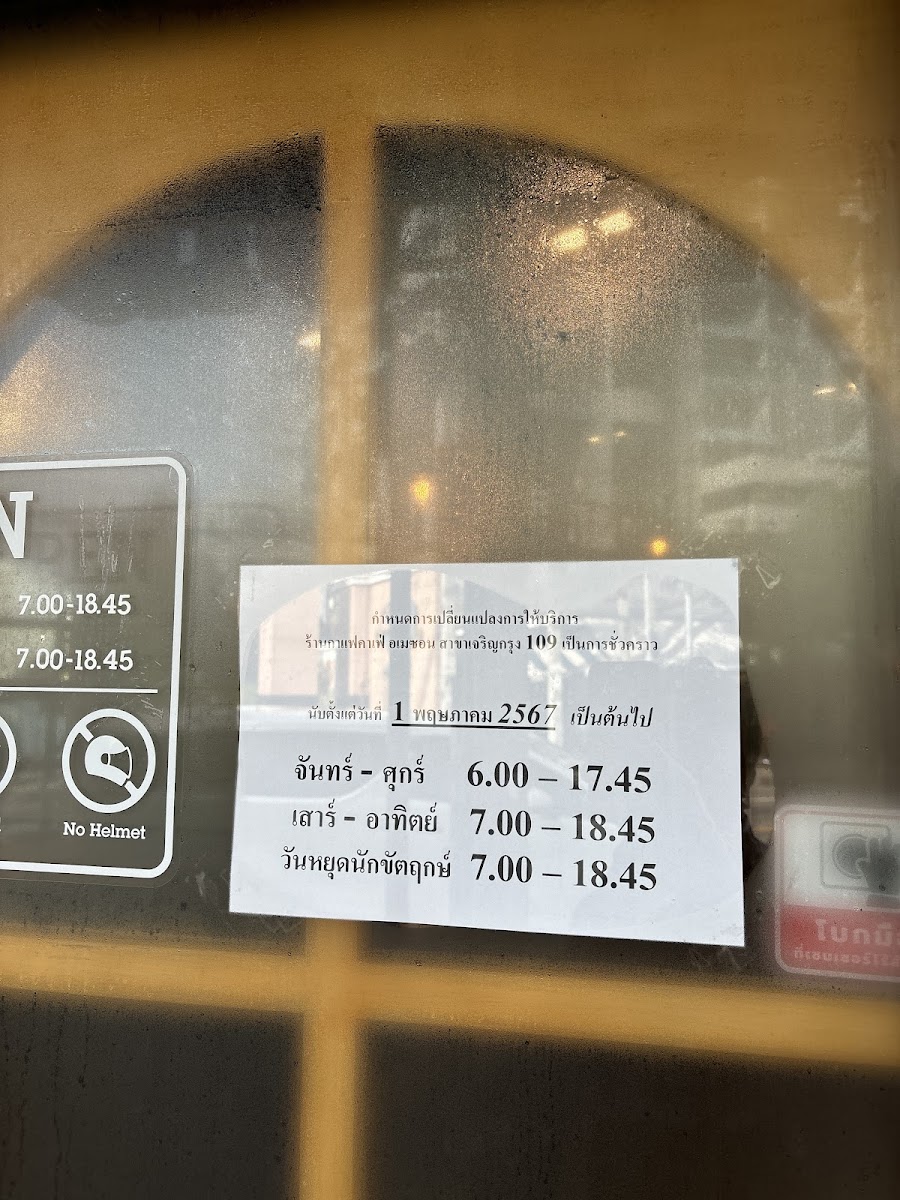 N
7.00-18.45
7.00-18.45
No Helmet
กำหนดการเปลี่ยนแปลงการให้บริการ
ร้านกาแฟคาเฟ่ อเมซอน สาขาเจริญกรุง 109 เป็นการชั่วคราว
นับตั้งแต่วันที่ 1 พฤษภาคม 2567 เป็นต้นไป
จันทร์ - ศุกร์ 6.00 – 17.45
เสาร์ - อาทิตย์ 7.00 – 18.45
วันหยุดนักขัตฤกษ์ 7.00 – 18.45
โบกมือ